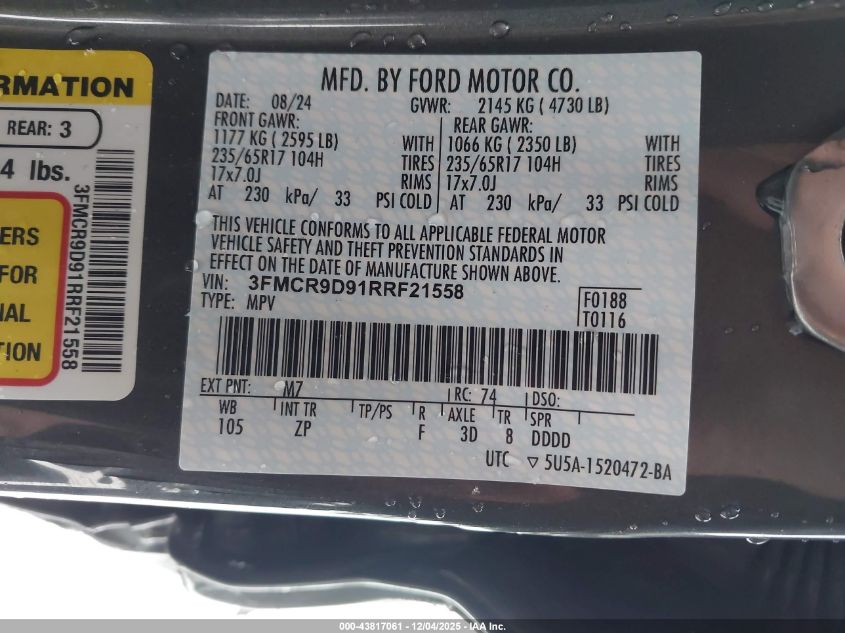 RMATION
REAR: 3
4 lbs.
ERS
FOR
IAL
TION
3FMCR9D91RRF21558
MFD. BY FORD MOTOR CO.
DATE: 08/24 GVWR: 2145 KG ( 4730 LB)
FRONT GAWR: REAR GAWR:
1177 KG ( 2595 LB) WITH 1066 KG ( 2350 LB) WITH
235/65R17 104H TIRES 235/65R17 104H TIRES
17x7.0J RIMS 17x7.0J RIMS
AT 230 kPa/ 33 PSI COLD AT 230 kPa/ 33 PSI COLD
THIS VEHICLE CONFORMS TO ALL APPLICABLE FEDERAL MOTOR
VEHICLE SAFETY AND THEFT PREVENTION STANDARDS IN
EFFECT ON THE DATE OF MANUFACTURE SHOWN ABOVE.
VIN: 3FMCR9D91RRF21558
TYPE: MPV
F0188
T0116
EXT PNT: M7 RC: 74 DSO:
WB INT TR TP/PS R AXLE TR SPR
105 ZP F 3D 8 DDDD
UTC ▽ 5U5A-1520472-BA
000-43817061 - 12/04/2025 - IAA Inc.